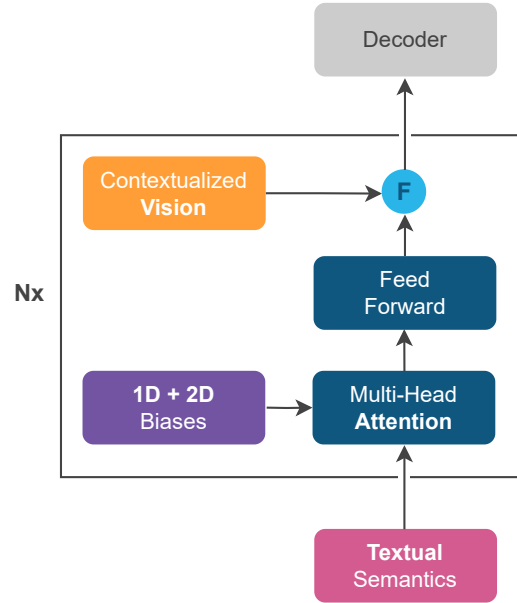 Decoder
Contextualized
Vision
F
Feed
Forward
Nx
1D + 2D
Biases
Multi-Head
Attention
Textual
Semantics